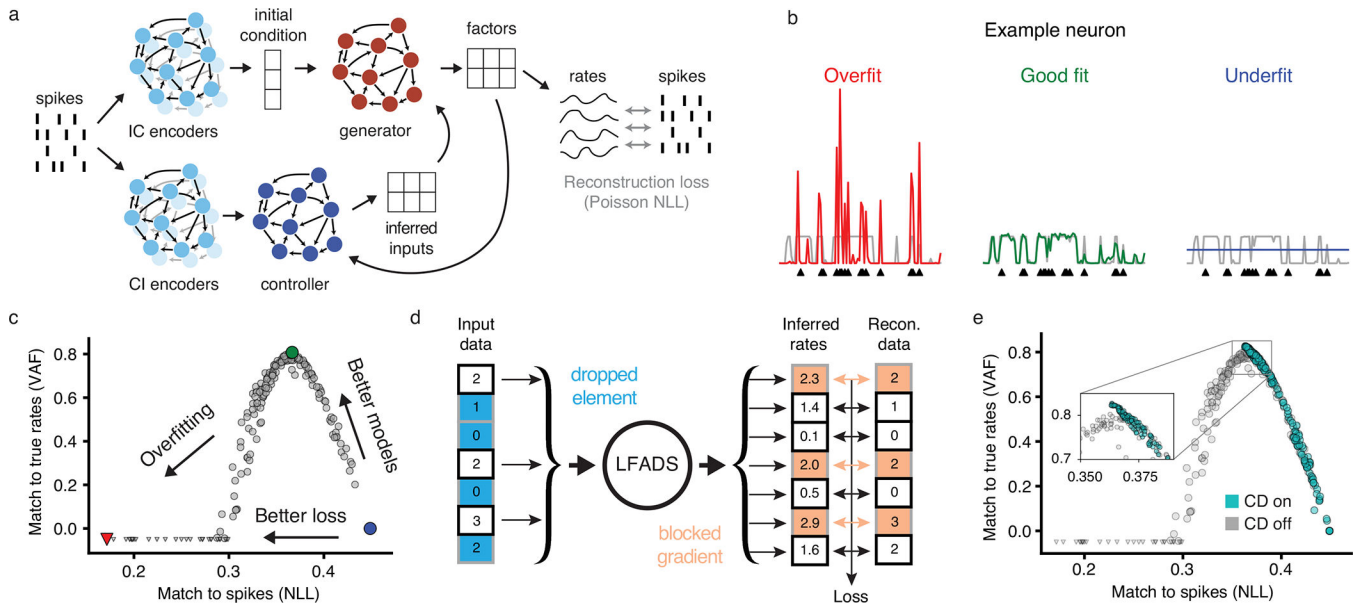 a
spikes
IC encoders
initial
condition
generator
factors
rates
spikes
Reconstruction loss
(Poisson NLL)
CI encoders
controller
inferred
inputs
b
Example neuron
Overfit
Good fit
Underfit
c
Match to true rates (VAF)
0.8
0.6
0.4
0.2
0.0
Overfitting
Better models
Better loss
0.2
0.3
0.4
Match to spikes (NLL)
d
Input
data
2
1
0
2
0
3
2
dropped
element
LFADS
blocked
gradient
Inferred
rates
2.3
1.4
0.1
2.0
0.5
2.9
1.6
Recon.
data
2
1
0
2
0
3
2
Loss
e
Match to true rates (VAF)
0.8
0.6
0.4
0.2
0.0
0.8
0.7
0.350
0.375
CD on
CD off
0.2
0.3
0.4
Match to spikes (NLL)